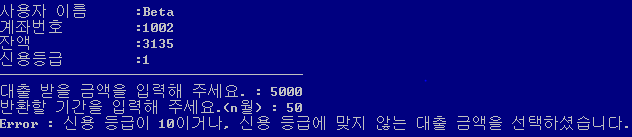 사용자 이름 :Beta
계좌번호 :1002
잔액 :3135
신용등급 :1
대출 받을 금액을 입력해 주세요. : 5000
반환할 기간을 입력해 주세요.(n월) : 50
Error : 신용 등급이 10이거나, 신용 등급에 맞지 않는 대출 금액을 선택하셨습니다.